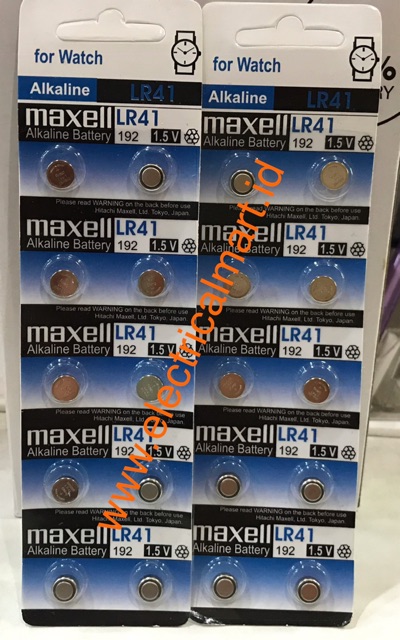 for Watch
Alkaline LR41
maxell LR41
Alkaline Battery 192 1.5 V
Please read WARNING on the back before use
Hitachi Maxell, Ltd. Tokyo, Japan.
maxell LR41
Alkaline Battery 192 1.5 V
Please read WARNING on the back before use
Hitachi Maxell, Ltd. Tokyo, Japan.
maxell LR41
Alkaline Battery 192 1.5 V
Please read WARNING on the back before use
Hitachi Maxell, Ltd. Tokyo, Japan.
maxell LR41
Alkaline Battery 192 1.5 V
Please read WARNING on the back before use
Hitachi Maxell, Ltd. Tokyo, Japan.
maxell LR41
Alkaline Battery 192 1.5 V
for Watch
Alkaline LR41
maxell LR41
Alkaline Battery 192 1.5 V
Please read WARNING on the back before use
Hitachi Maxell, Ltd. Tokyo, Japan.
maxell LR41
Alkaline Battery 192 1.5 V
Please read WARNING on the back before use
Hitachi Maxell, Ltd. Tokyo, Japan.
maxell LR41
Alkaline Battery 192 1.5 V
Please read WARNING on the back before use
Hitachi Maxell, Ltd. Tokyo, Japan.
maxell LR41
Alkaline Battery 192 1.5 V
Please read WARNING on the back before use
Hitachi Maxell, Ltd. Tokyo, Japan.
maxell LR41
Alkaline Battery 192 1.5 V
www.electricalmart.id